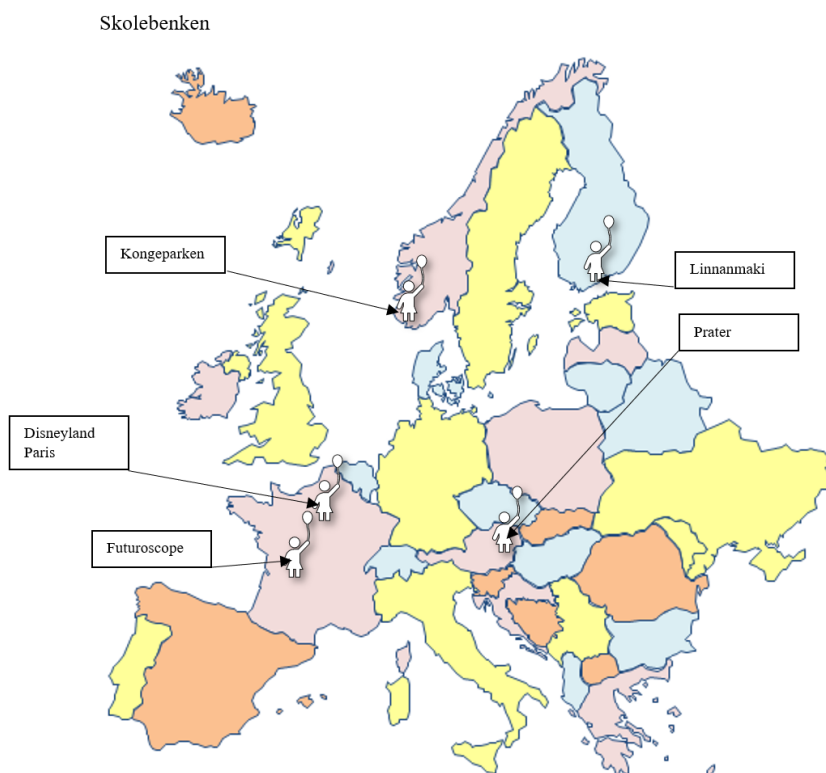 Skolebenken
Kongeparken
Linnanmaki
Prater
Disneyland
Paris
Futuroscope